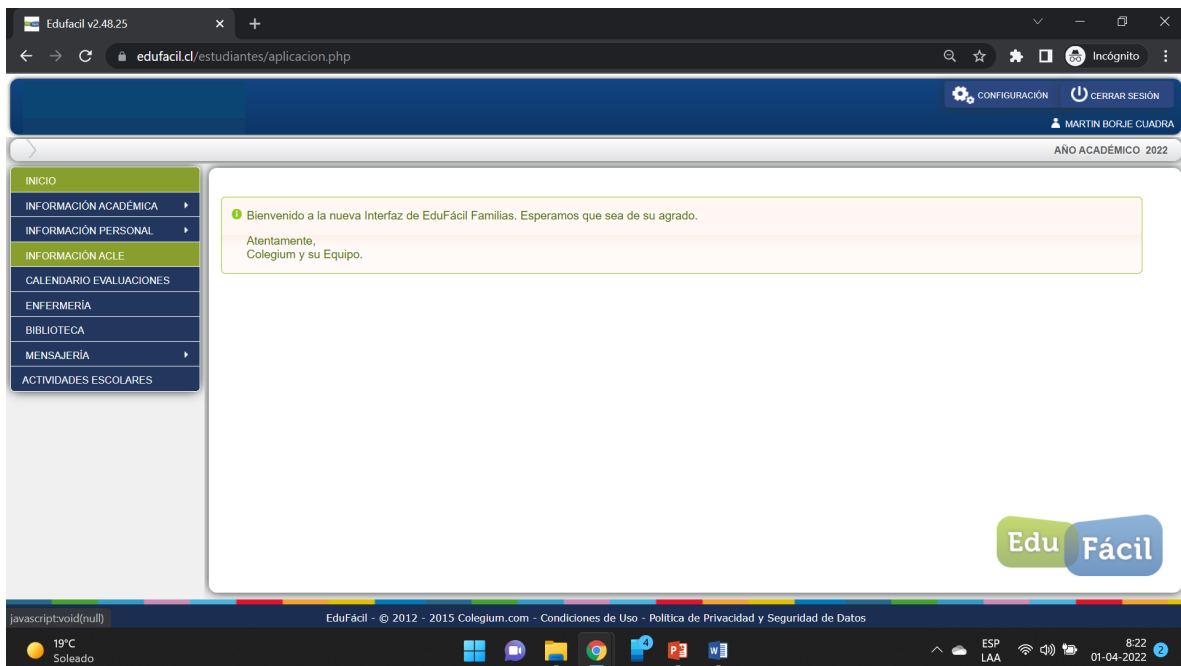 Edufacil v2.48.25
edufacil.cl/estudiantes/aplicacion.php
Incógnito
CONFIGURACIÓN
CERRAR SESIÓN
MARTIN BORJE CUADRA
AÑO ACADÉMICO 2022
INICIO
INFORMACIÓN ACADÉMICA
INFORMACIÓN PERSONAL
INFORMACIÓN ACLE
CALENDARIO EVALUACIONES
ENFERMERÍA
BIBLIOTECA
MENSAJERÍA
ACTIVIDADES ESCOLARES
Bienvenido a la nueva Interfaz de EduFácil Familias. Esperamos que sea de su agrado.
Atentamente,
Colegium y su Equipo.
Edu Fácil
javascript:void(null)
EduFácil - © 2012 - 2015 Colegium.com - Condiciones de Uso - Política de Privacidad y Seguridad de Datos
19°C
Soleado
4
ESP
LAA
8:22
01-04-2022
2